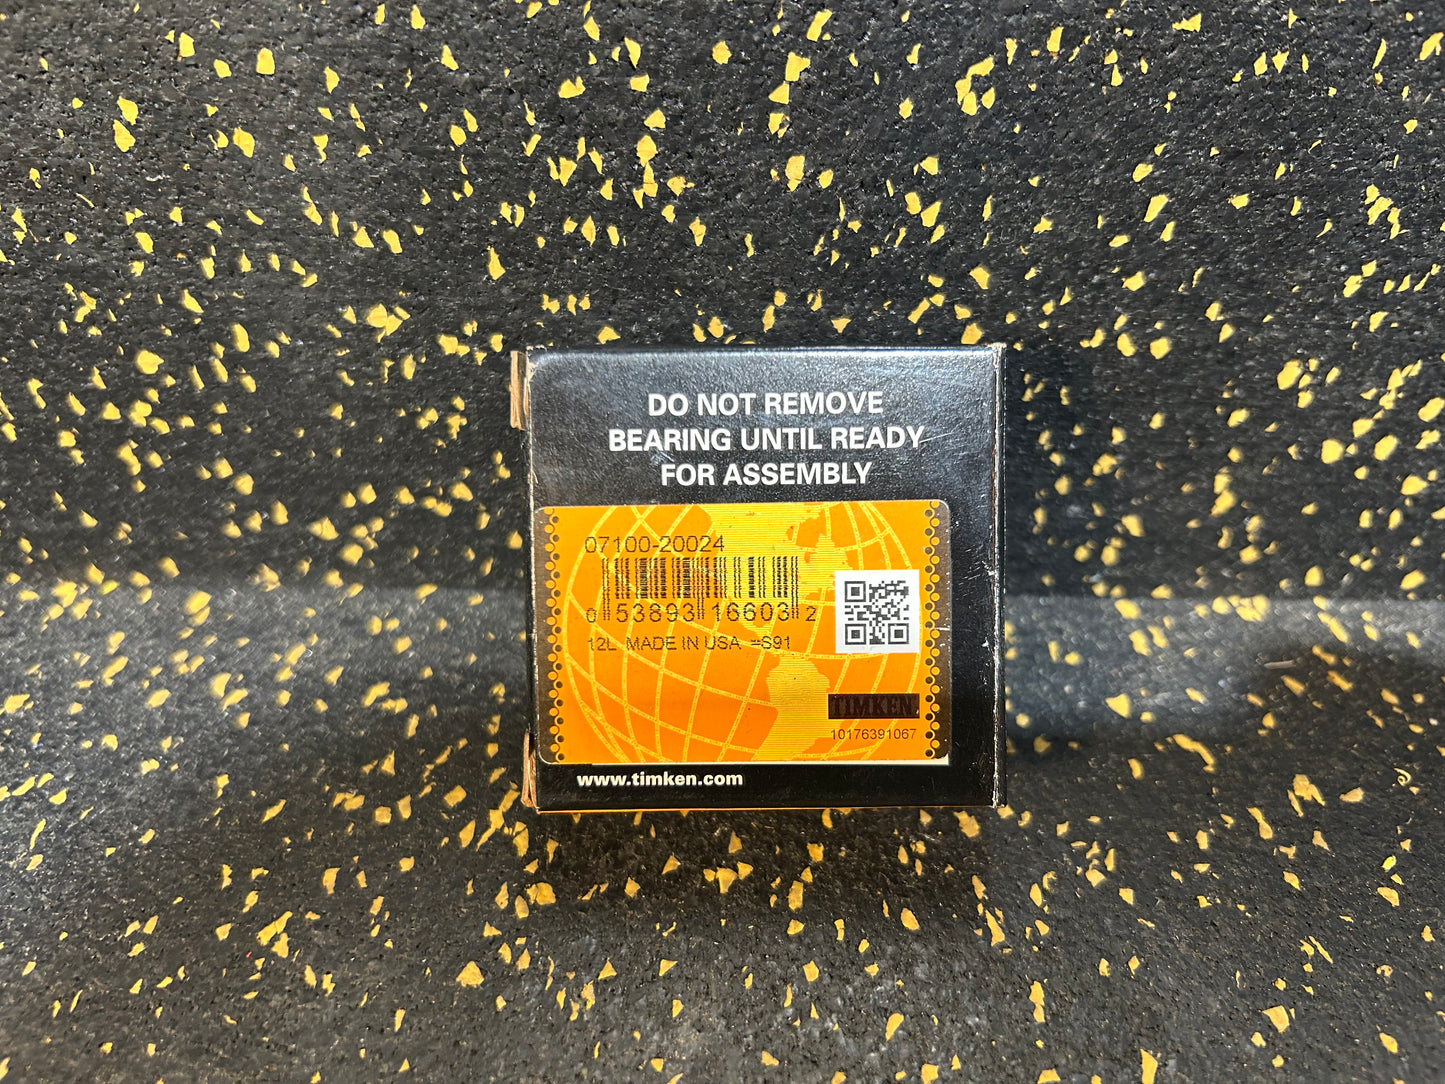 DO NOT REMOVE
BEARING UNTIL READY
FOR ASSEMBLY
07100-20024
0 53893 16603 2
12L MADE IN USA =S91
TIMKEN
10176391067
www.timken.com